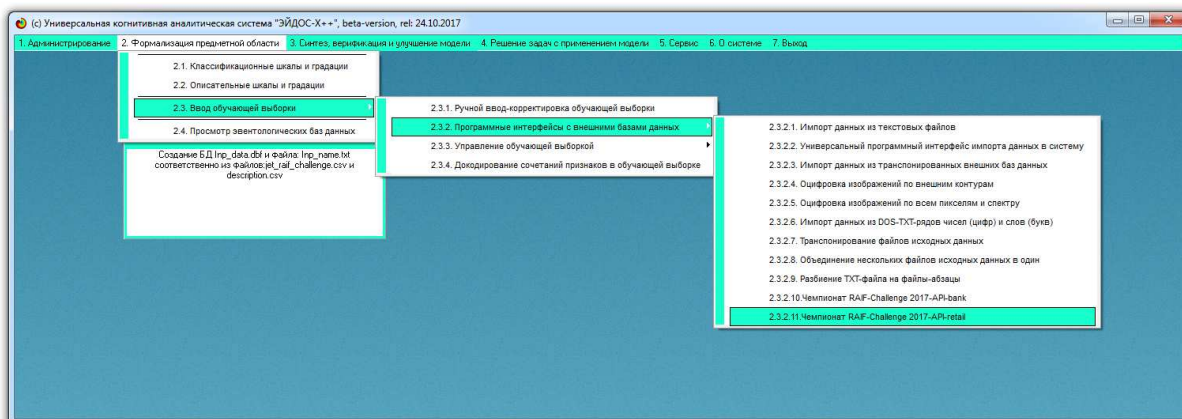 (c) Универсальная когнитивная аналитическая система "ЭЙДОС-X++", beta-version, rel: 24.10.2017
1. Администрирование 2. Формализация предметной области 3. Синтез, верификация и улучшение модели 4. Решение задач с применением модели 5. Сервис 6. О системе 7. Выход
2.1. Классификационные шкалы и градации
2.2. Описательные шкалы и градации
2.3. Ввод обучающей выборки
2.4. Просмотр эвентологических баз данных
2.3.1. Ручной ввод-корректировка обучающей выборки
2.3.2. Программные интерфейсы с внешними базами данных
2.3.3. Управление обучающей выборкой
2.3.4. Докодирование сочетаний признаков в обучающей выборке
2.3.2.1. Импорт данных из текстовых файлов
2.3.2.2. Универсальный программный интерфейс импорта данных в систему
2.3.2.3. Импорт данных из транспонированных внешних баз данных
2.3.2.4. Оцифровка изображений по внешним контурам
2.3.2.5. Оцифровка изображений по всем пикселям и спектру
2.3.2.6. Импорт данных из DOS-TXT-рядов чисел (цифр) и слов (букв)
2.3.2.7. Транспонирование файлов исходных данных
2.3.2.8. Объединение нескольких файлов исходных данных в один
2.3.2.9. Разбиение TXT-файла на файлы-абзацы
2.3.2.10.Чемпионат RAIF-Challenge 2017-API-bank
2.3.2.11.Чемпионат RAIF-Challenge 2017-API-retail
Создание БД Inp_data.dbf и файла: Inp_name.txt
соответственно из файлов:jet_raif_challenge.csv и
description.csv